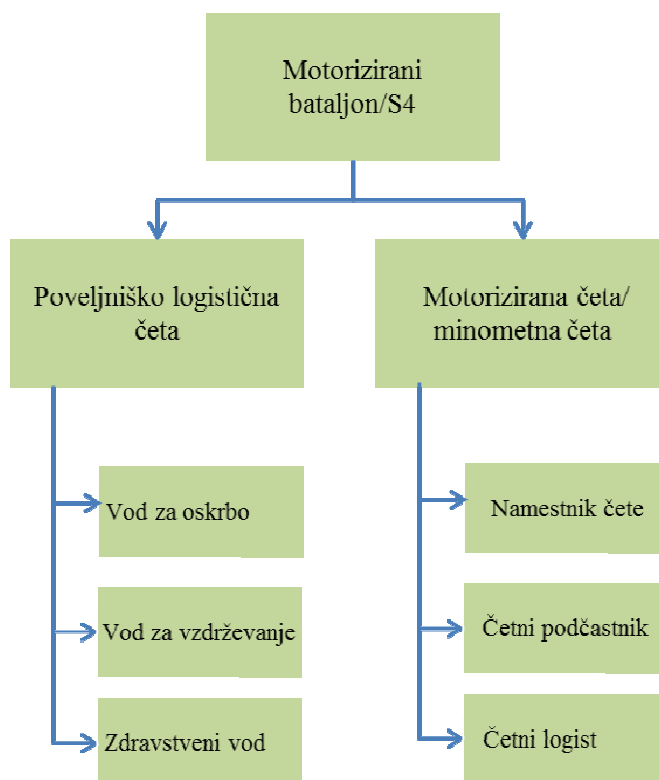 Motorizirani
bataljon/S4
Poveljniško logistična
četa
Motorizirana četa/
minometna četa
Vod za oskrbo
Vod za vzdrževanje
Zdravstveni vod
Namestnik čete
Četni podčastnik
Četni logist